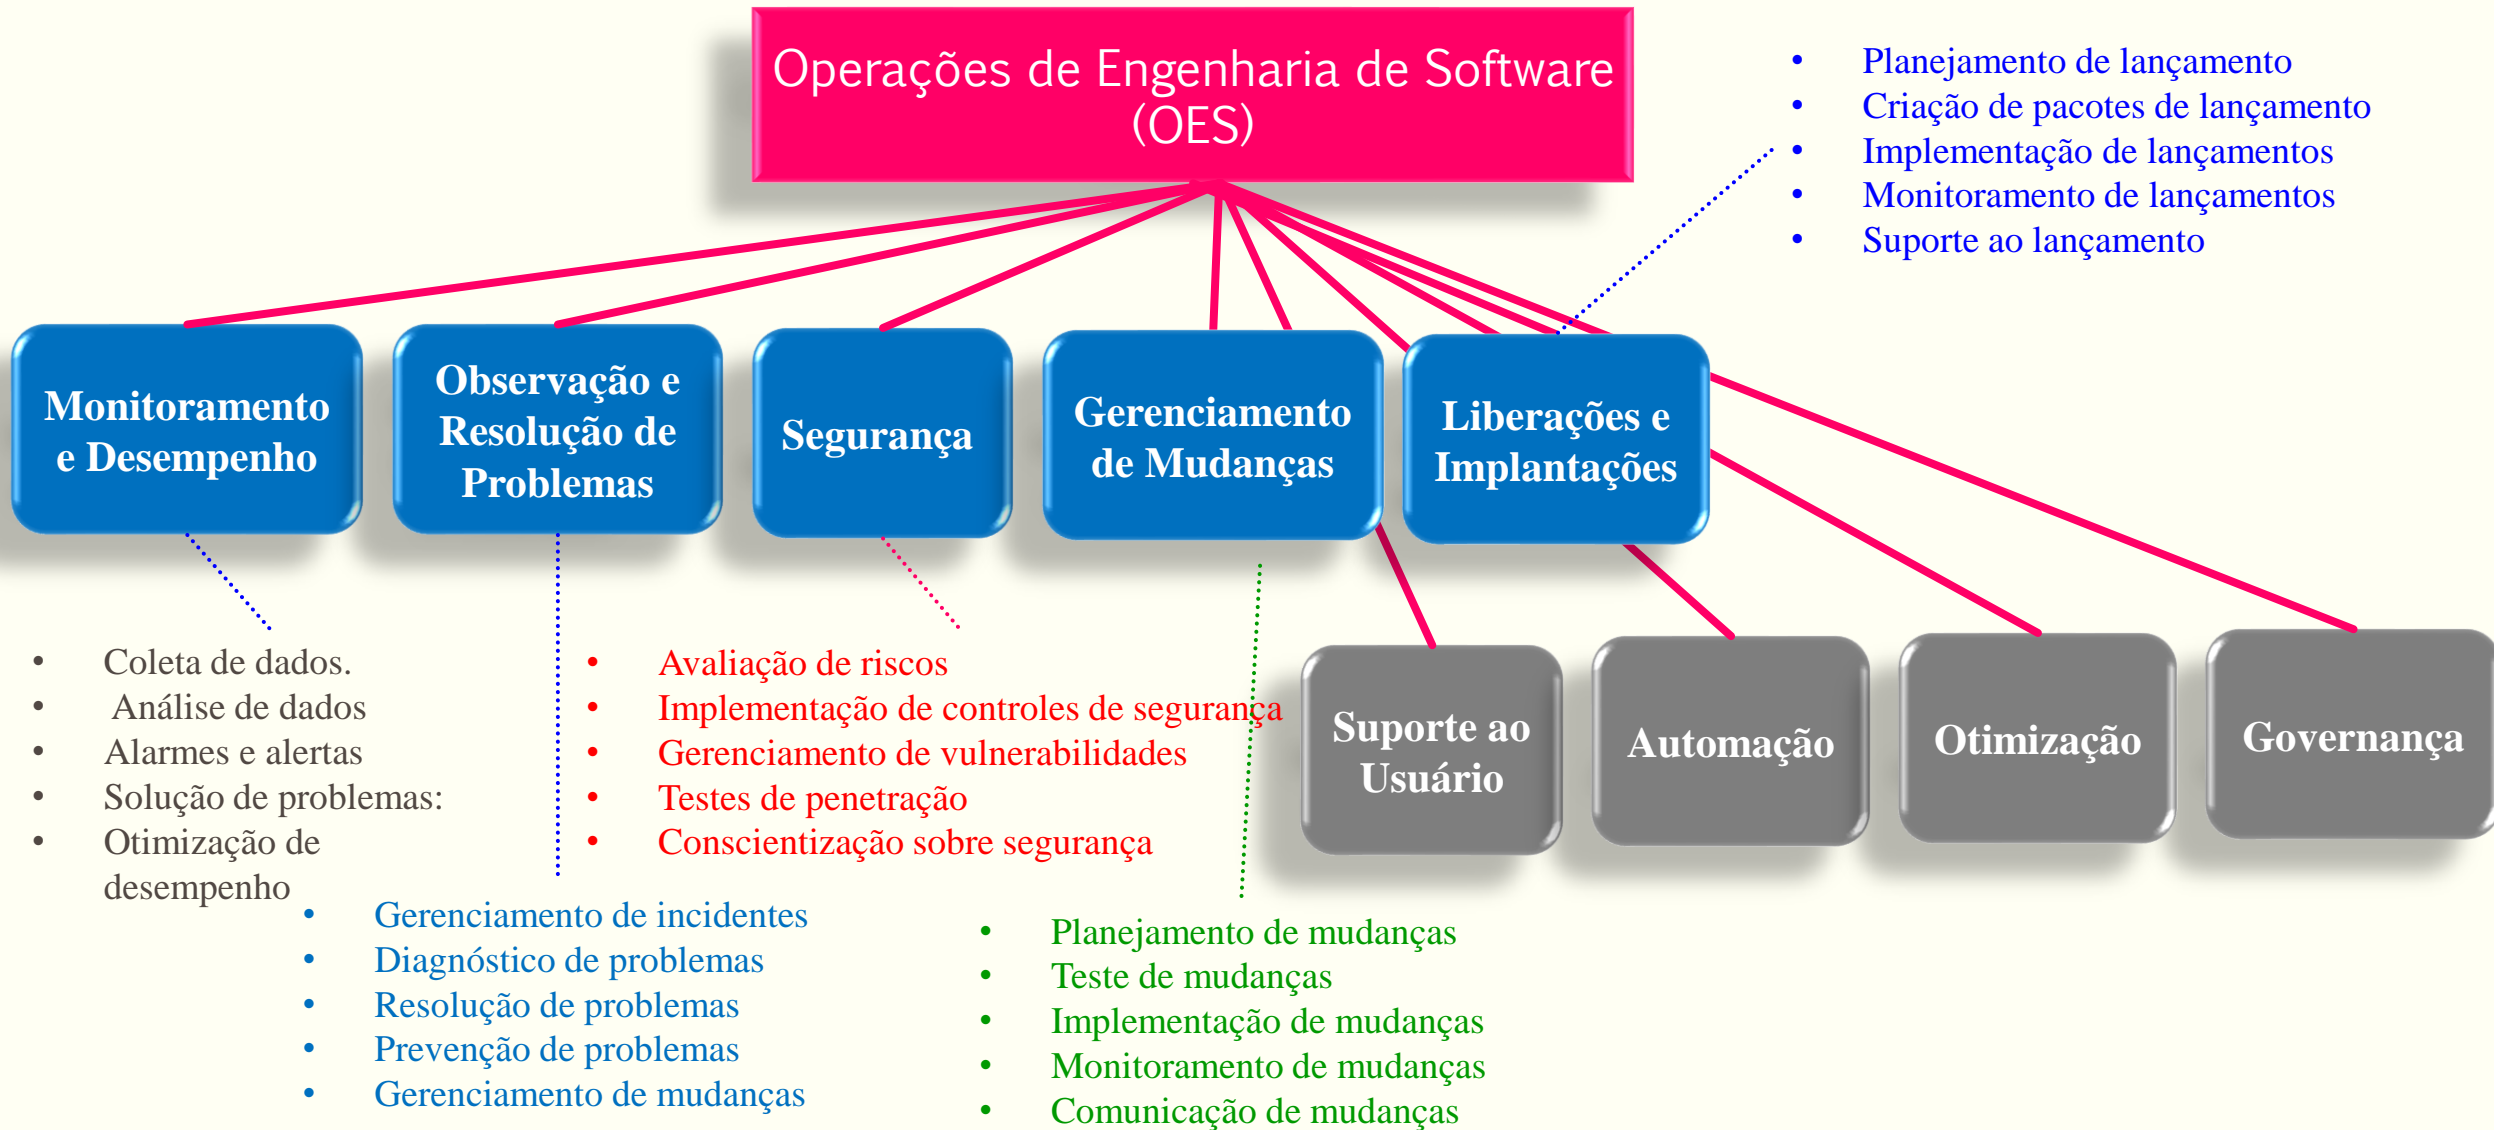 Operações de Engenharia de Software
(OES)
• Planejamento de lançamento
• Criação de pacotes de lançamento
• Implementação de lançamentos
• Monitoramento de lançamentos
• Suporte ao lançamento
Monitoramento
e Desempenho
Observação e
Resolução de
Problemas
Segurança
Gerenciamento
de Mudanças
Liberações e
Implantações
• Coleta de dados.
• Análise de dados
• Alarmes e alertas
• Solução de problemas:
• Otimização de
desempenho
• Avaliação de riscos
• Implementação de controles de segurança
• Gerenciamento de vulnerabilidades
• Testes de penetração
• Conscientização sobre segurança
Suporte ao
Usuário
Automação
Otimização
Governança
• Gerenciamento de incidentes
• Diagnóstico de problemas
• Resolução de problemas
• Prevenção de problemas
• Gerenciamento de mudanças
• Planejamento de mudanças
• Teste de mudanças
• Implementação de mudanças
• Monitoramento de mudanças
• Comunicação de mudanças